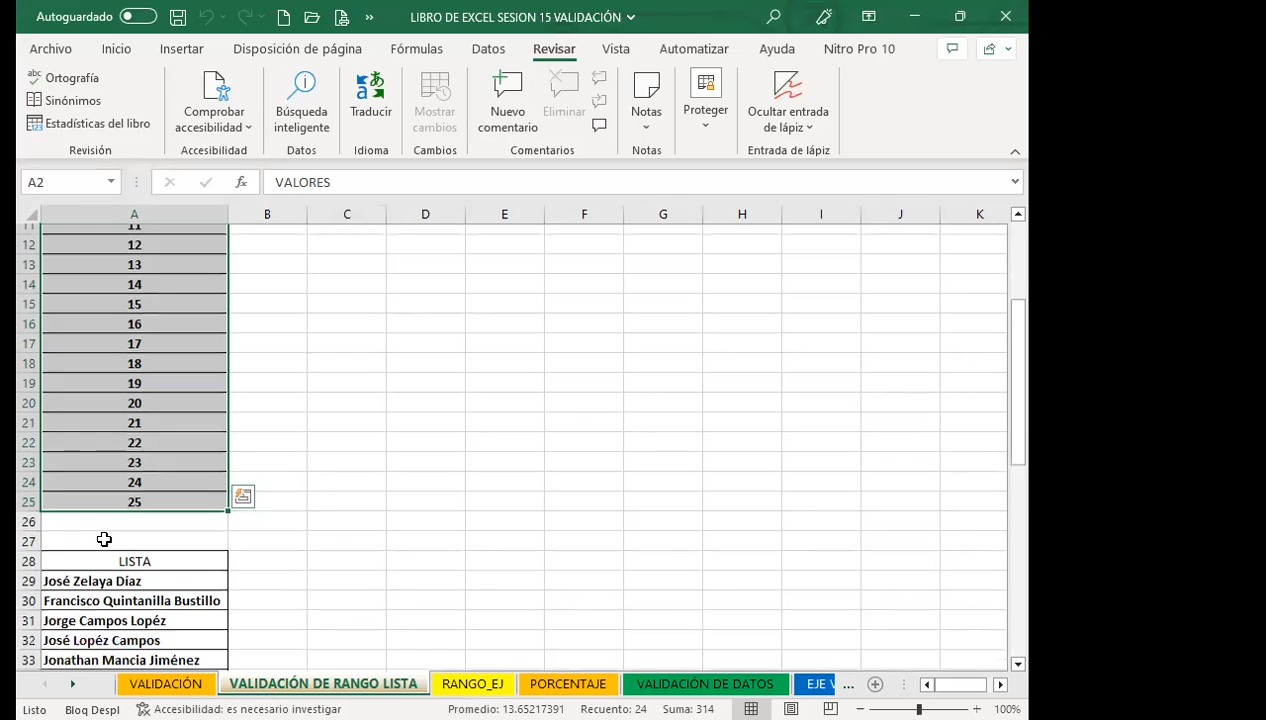 Autoguardado
LIBRO DE EXCEL SESION 15 VALIDACIÓN
Archivo Inicio Insertar Disposición de página Fórmulas Datos Revisar Vista Automatizar Ayuda Nitro Pro 10
abc Ortografía
Sinónimos
123 Estadísticas del libro
Revisión
Comprobar
accesibilidad
Accesibilidad
Búsqueda
inteligente
Datos
Traducir
Idioma
Mostrar
cambios
Cambios
Nuevo
comentario
Eliminar
Comentarios
Notas
Notas
Proteger
Ocultar entrada
de lápiz
Entrada de lápiz
A2 fx VALORES
A B C D E F G H I J K
11 11
12 12
13 13
14 14
15 15
16 16
17 17
18 18
19 19
20 20
21 21
22 22
23 23
24 24
25 25
26
27
28 LISTA
29 José Zelaya Díaz
30 Francisco Quintanilla Bustillo
31 Jorge Campos Lopéz
32 José Lopéz Campos
33 Jonathan Mancia Jiménez
VALIDACIÓN VALIDACIÓN DE RANGO LISTA RANGO_EJ PORCENTAJE VALIDACIÓN DE DATOS EJE V ...
Listo Bloq Despl Accesibilidad: es necesario investigar Promedio: 13.65217391 Recuento: 24 Suma: 314 100%